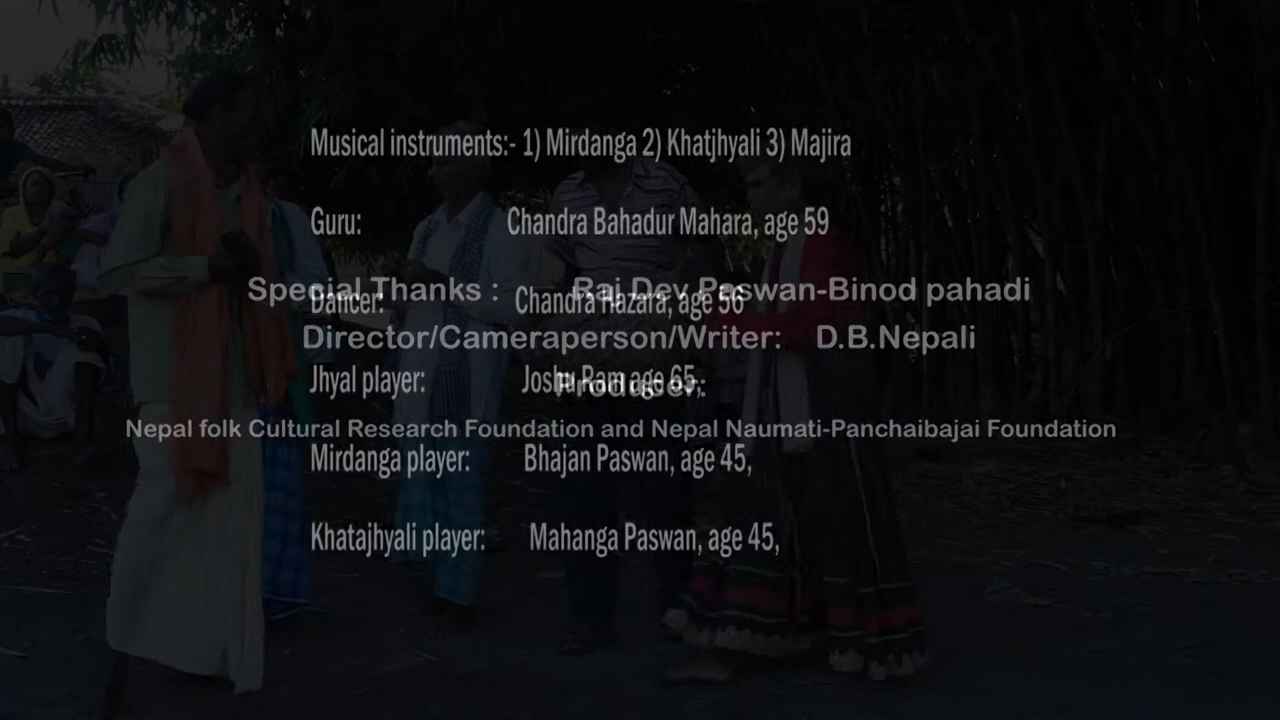 Musical instruments:- 1) Mirdanga 2) Khatjhyali 3) Majira
Guru: Chandra Bahadur Mahara, age 59
Special Thanks : Raj Dev Paswan-Binod pahadi
Dancer: Chandra Hazara, age 56
Director/Cameraperson/Writer: D.B.Nepali
Jhyal player: Joshu Ram age 65,
Producer:
Nepal folk Cultural Research Foundation and Nepal Naumati-Panchaibajai Foundation
Mirdanga player: Bhajan Paswan, age 45,
Khatajhyali player: Mahanga Paswan, age 45,